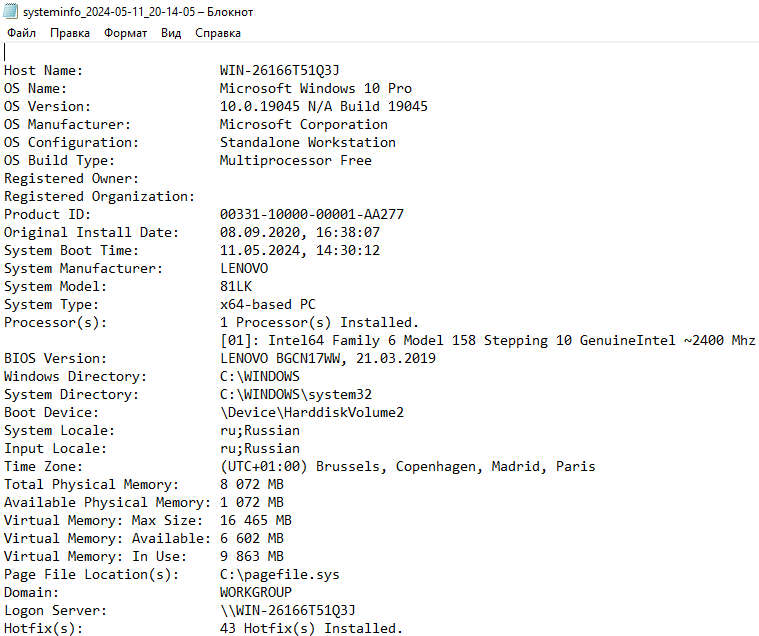 systeminfo_2024-05-11_20-14-05 – Блокнот
Файл Правка Формат Вид Справка
Host Name: WIN-26166T51Q3J
OS Name: Microsoft Windows 10 Pro
OS Version: 10.0.19045 N/A Build 19045
OS Manufacturer: Microsoft Corporation
OS Configuration: Standalone Workstation
OS Build Type: Multiprocessor Free
Registered Owner:
Registered Organization:
Product ID: 00331-10000-00001-AA277
Original Install Date: 08.09.2020, 16:38:07
System Boot Time: 11.05.2024, 14:30:12
System Manufacturer: LENOVO
System Model: 81LK
System Type: x64-based PC
Processor(s): 1 Processor(s) Installed.
[01]: Intel64 Family 6 Model 158 Stepping 10 GenuineIntel ~2400 Mhz
BIOS Version: LENOVO BGCN17WW, 21.03.2019
Windows Directory: C:\WINDOWS
System Directory: C:\WINDOWS\system32
Boot Device: \Device\HarddiskVolume2
System Locale: ru;Russian
Input Locale: ru;Russian
Time Zone: (UTC+01:00) Brussels, Copenhagen, Madrid, Paris
Total Physical Memory: 8 072 MB
Available Physical Memory: 1 072 MB
Virtual Memory: Max Size: 16 465 MB
Virtual Memory: Available: 6 602 MB
Virtual Memory: In Use: 9 863 MB
Page File Location(s): C:\pagefile.sys
Domain: WORKGROUP
Logon Server: \\WIN-26166T51Q3J
Hotfix(s): 43 Hotfix(s) Installed.